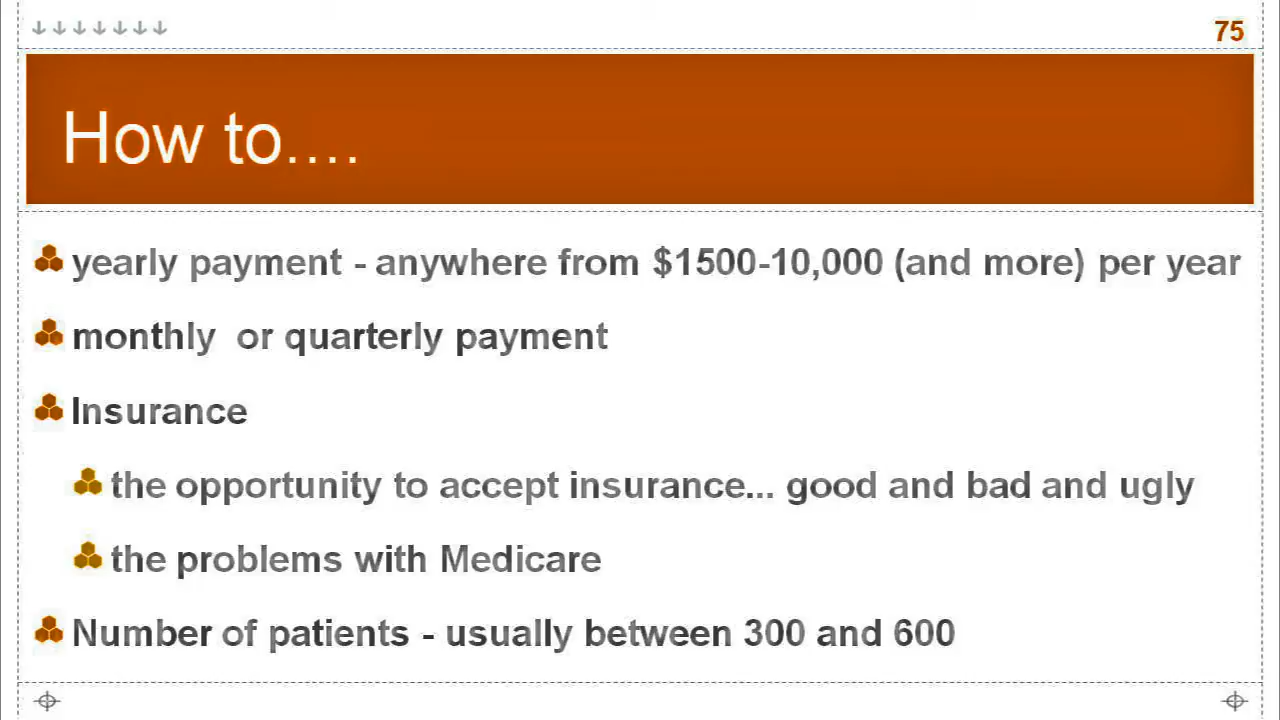 75
How to....
yearly payment - anywhere from $1500-10,000 (and more) per year
monthly or quarterly payment
Insurance
the opportunity to accept insurance... good and bad and ugly
the problems with Medicare
Number of patients - usually between 300 and 600